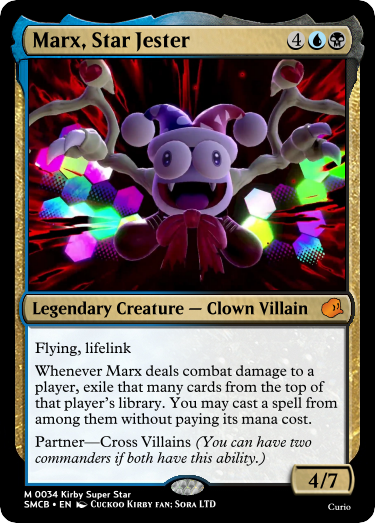 Marx, Star Jester 4
Legendary Creature — Clown Villain
Flying, lifelink
Whenever Marx deals combat damage to a
player, exile that many cards from the top of
that player's library. You may cast a spell from
among them without paying its mana cost.
Partner—Cross Villains (You can have two
commanders if both have this ability.)
4/7
M 0034 Kirby Super Star
SMCB • EN Cuckoo Kirby fan; Sora LTD
Curio